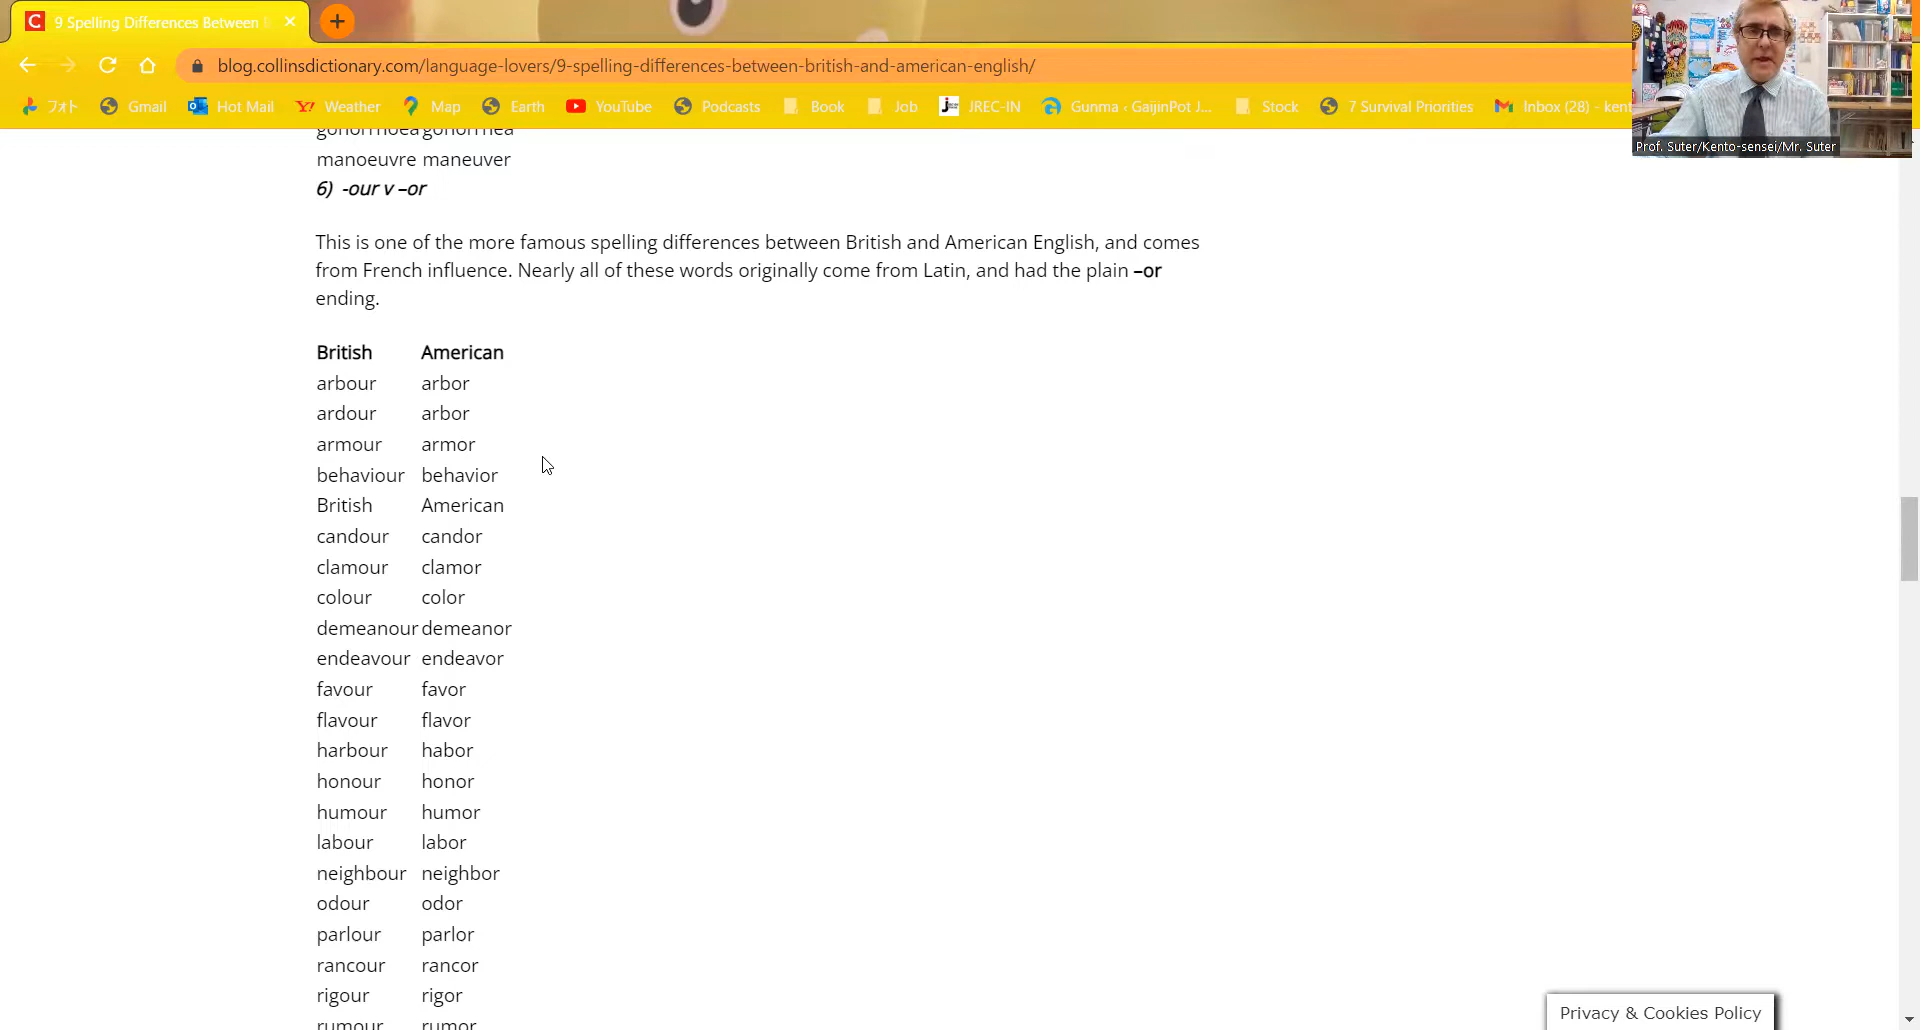 9 Spelling Differences Between
blog.collinsdictionary.com/language-lovers/9-spelling-differences-between-british-and-american-english/
フォト Gmail Hot Mail Weather Map Earth YouTube Podcasts Book Job JREC-IN Gunma ‹ GaijinPot J... Stock 7 Survival Priorities Inbox (28) - kent
Prof. Suter/Kento-sensei/Mr. Suter
gonorrhoea gonorrhea
manoeuvre maneuver
6) -our v –or
This is one of the more famous spelling differences between British and American English, and comes
from French influence. Nearly all of these words originally come from Latin, and had the plain –or
ending.
British American
arbour arbor
ardour arbor
armour armor
behaviour behavior
British American
candour candor
clamour clamor
colour color
demeanour demeanor
endeavour endeavor
favour favor
flavour flavor
harbour habor
honour honor
humour humor
labour labor
neighbour neighbor
odour odor
parlour parlor
rancour rancor
rigour rigor
rumour rumor
Privacy & Cookies Policy